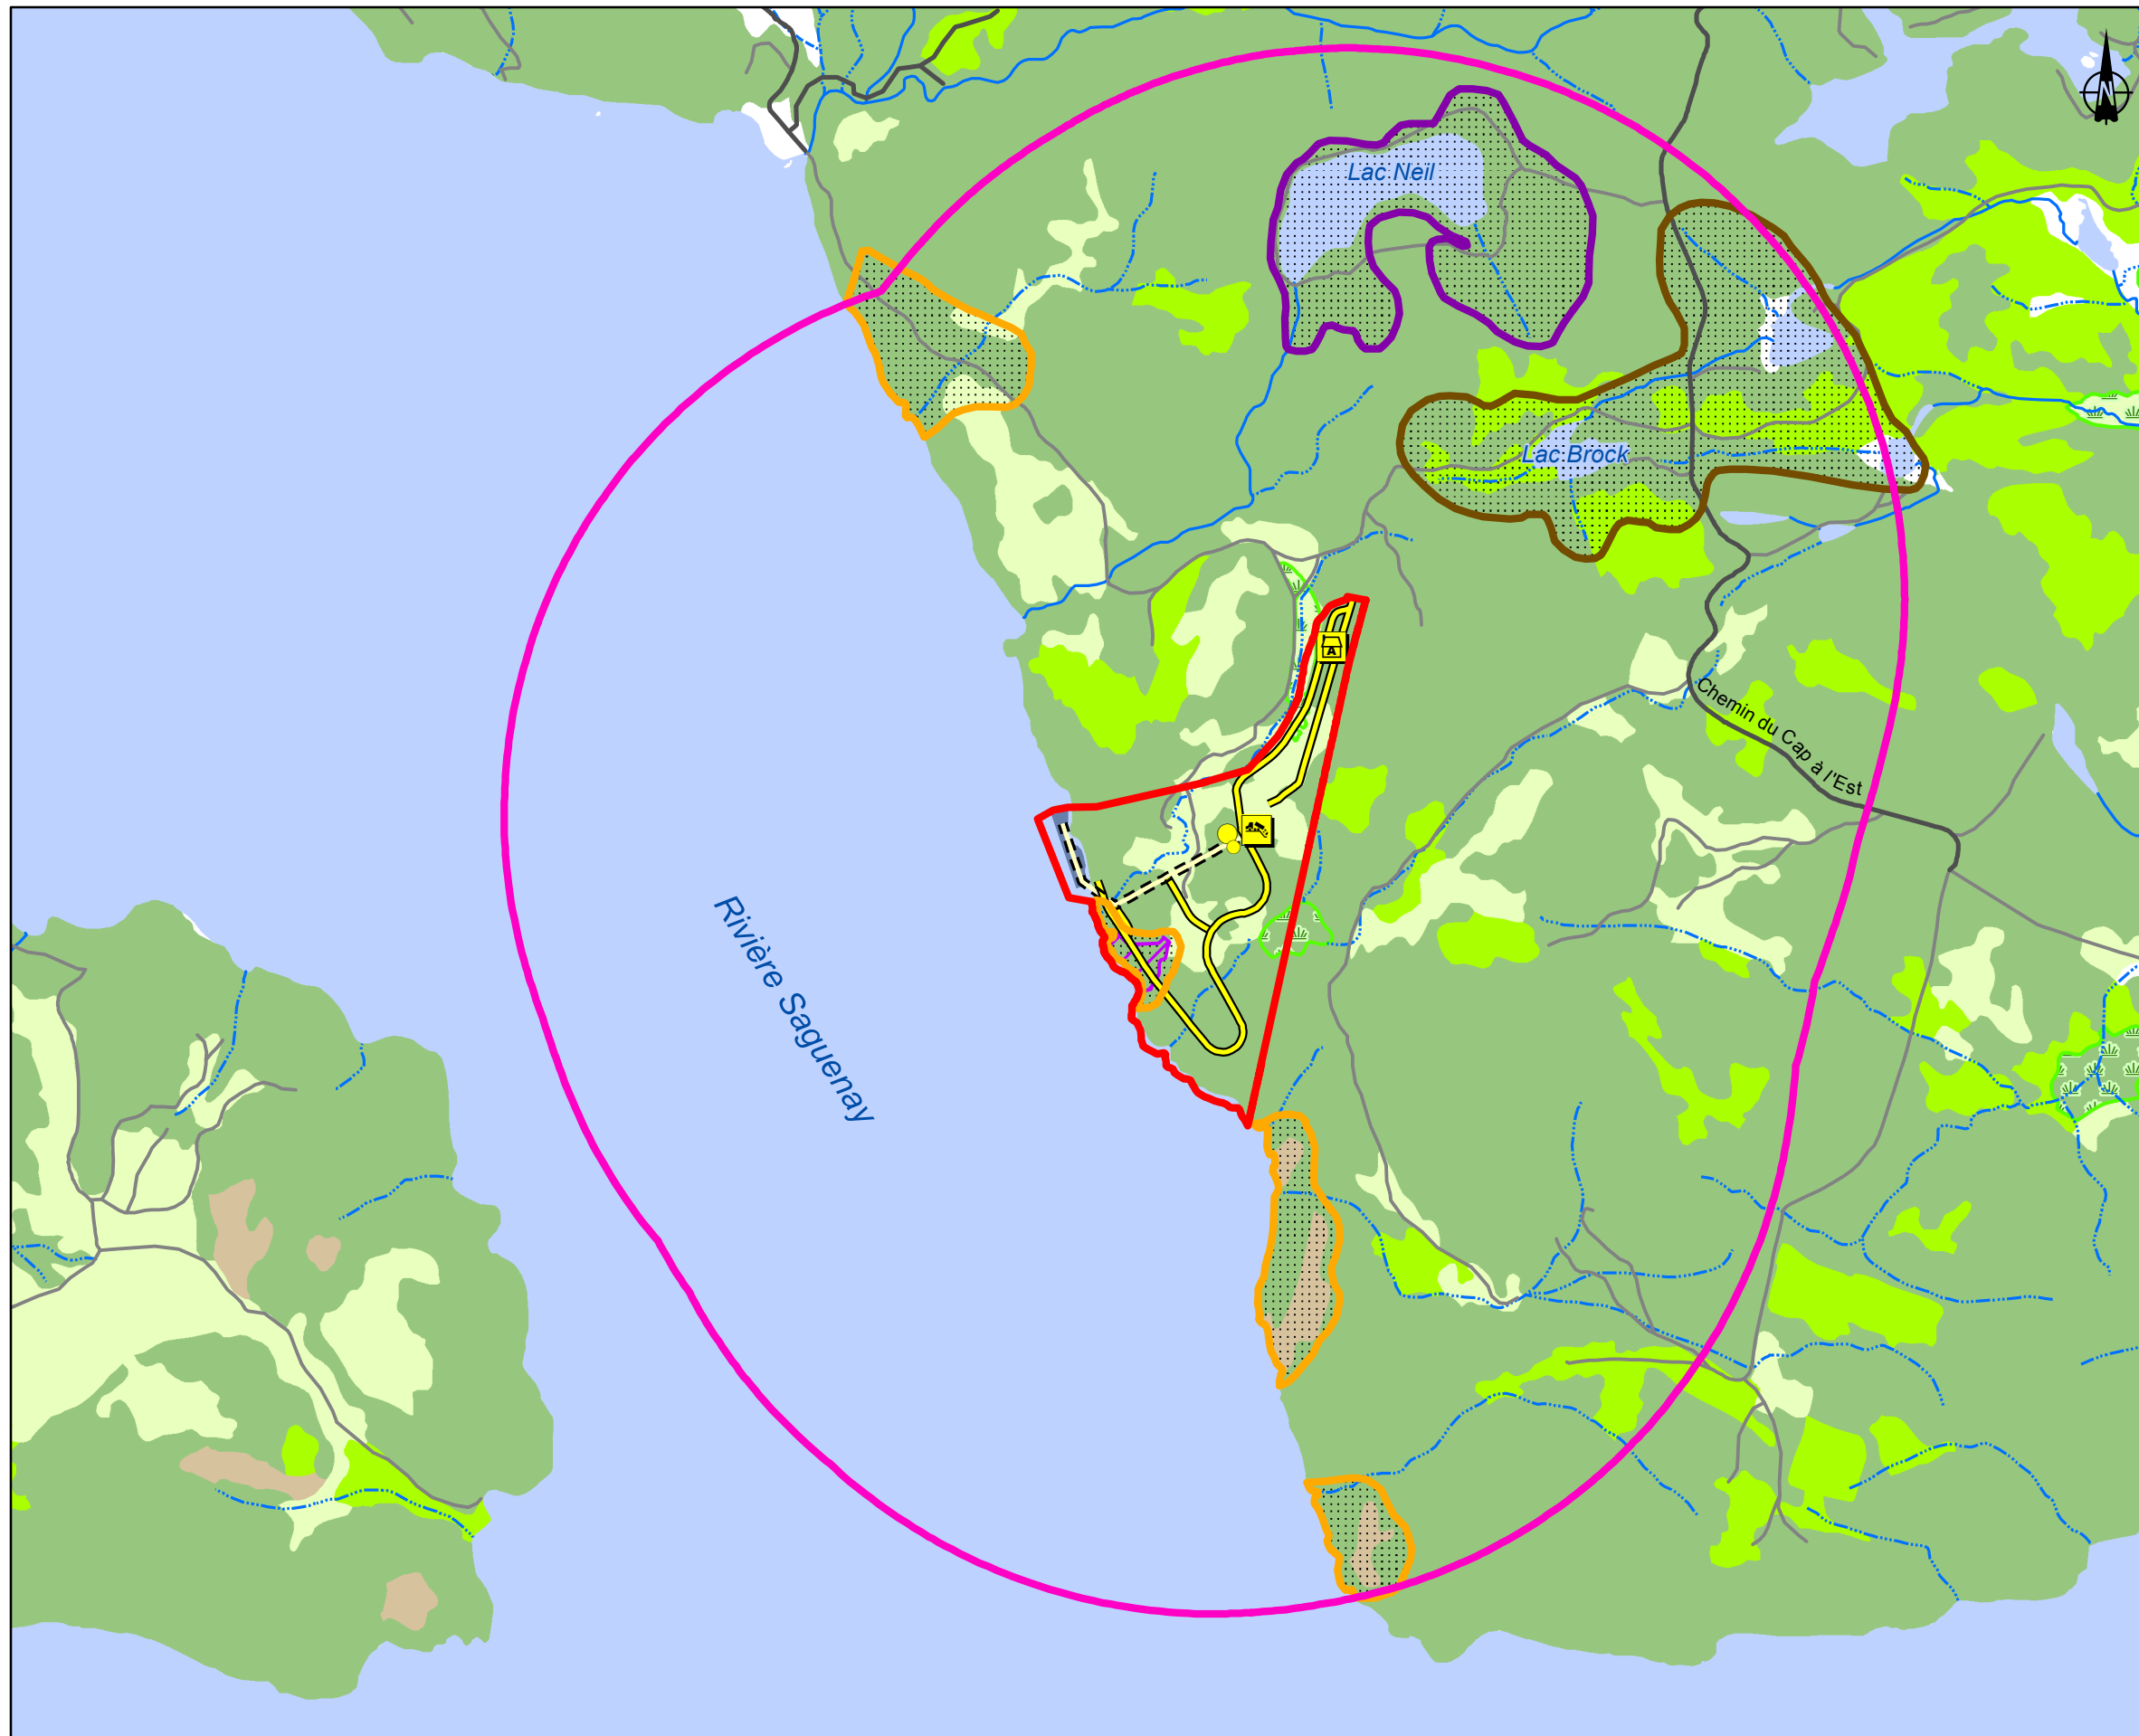 N
Lac Neil
Lac Brock
A
Chemin du Cap à l'Est
Rivière Saguenay